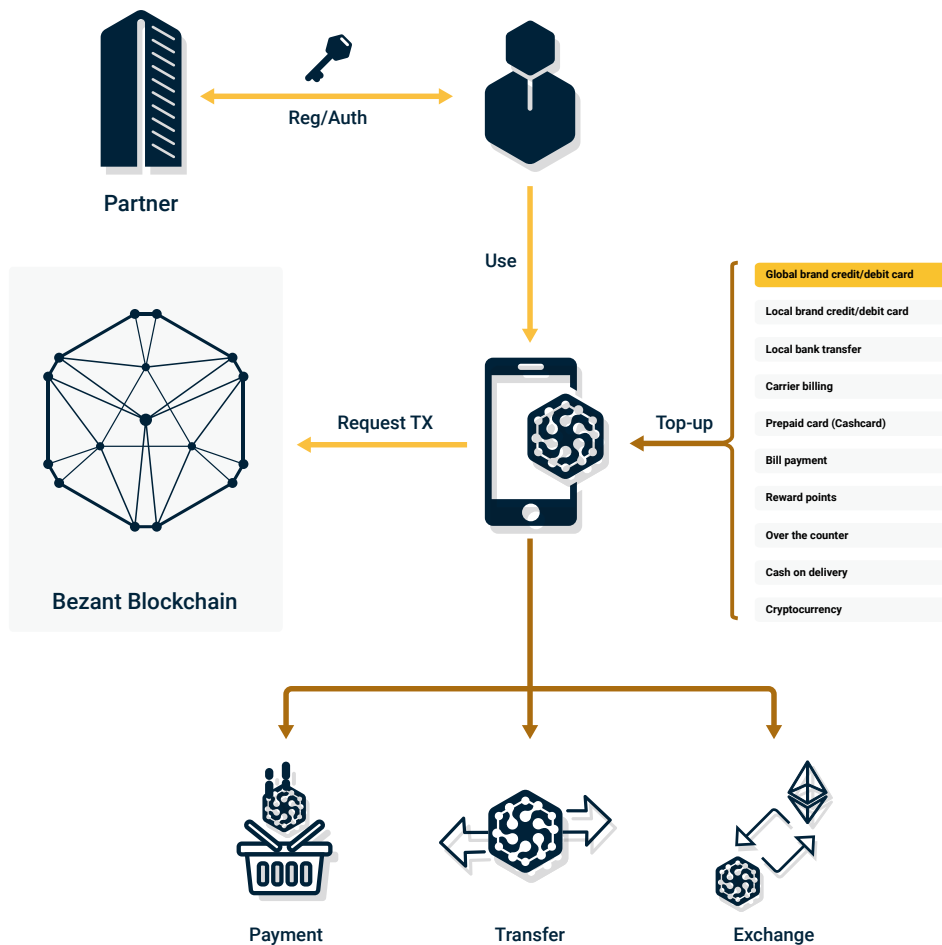 Reg/Auth
Partner
Use
Global brand credit/debit card
Local brand credit/debit card
Local bank transfer
Carrier billing
Prepaid card (Cashcard)
Bill payment
Reward points
Over the counter
Cash on delivery
Cryptocurrency
Request TX
Top-up
Bezant Blockchain
Payment
Transfer
Exchange